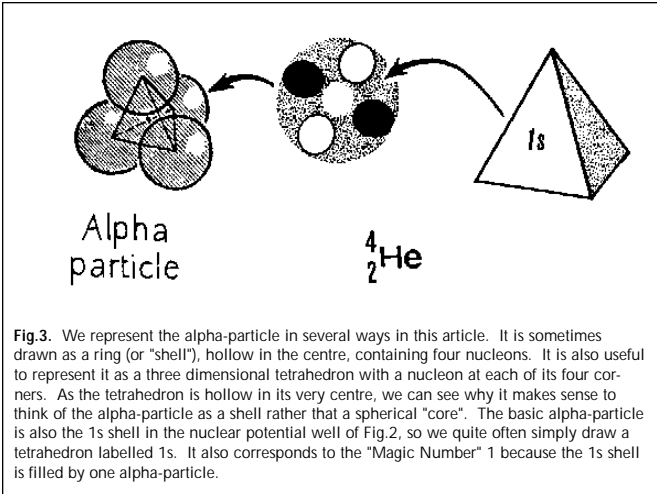 1s
Alpha
particle
4
2He
Fig.3. We represent the alpha-particle in several ways in this article. It is sometimes
drawn as a ring (or "shell"), hollow in the centre, containing four nucleons. It is also useful
to represent it as a three dimensional tetrahedron with a nucleon at each of its four cor-
ners. As the tetrahedron is hollow in its very centre, we can see why it makes sense to
think of the alpha-particle as a shell rather that a spherical "core". The basic alpha-particle
is also the 1s shell in the nuclear potential well of Fig.2, so we quite often simply draw a
tetrahedron labelled 1s. It also corresponds to the "Magic Number" 1 because the 1s shell
is filled by one alpha-particle.